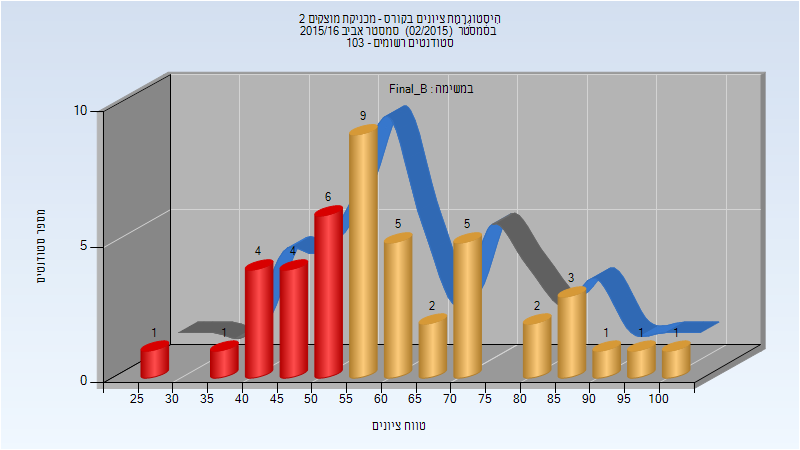 היסטוגרמת ציונים בקורס - מכניקת מוצקים 2
בסמסטר (02/2015) סמסטר אביב 2015/16
סטודנטים רשומים - 103
במשימה : Final_B
מספר סטודנטים
10
5
0
1
1
4
4
6
9
5
2
5
2
3
1
1
1
25 30 35 40 45 50 55 60 65 70 75 80 85 90 95 100
טווח ציונים